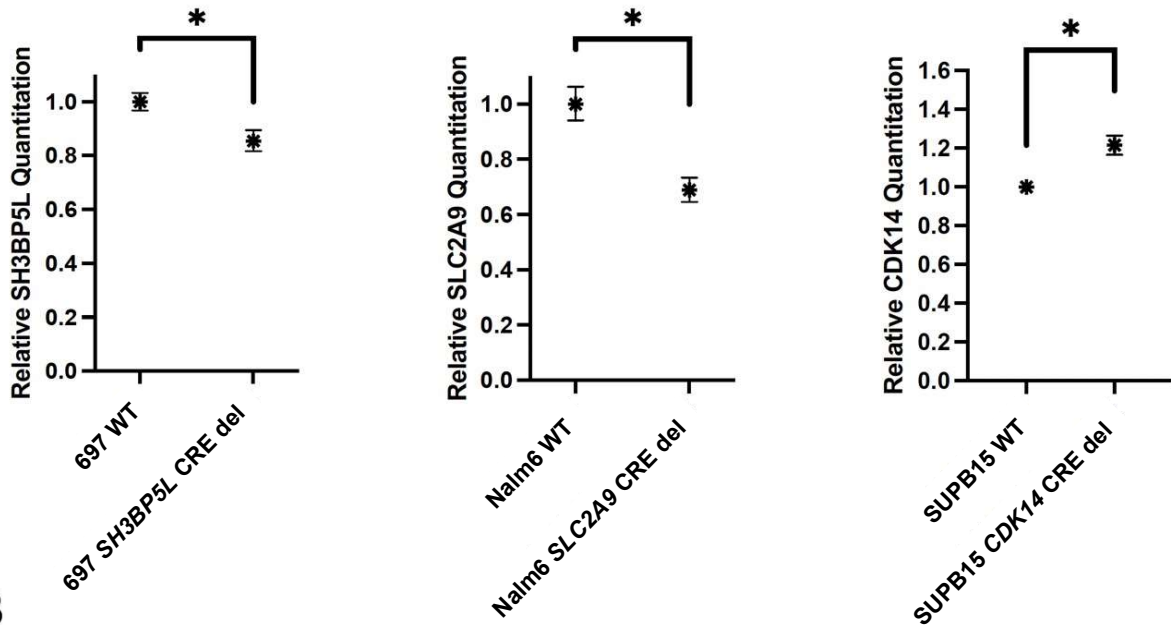 *
Relative SH3BP5L Quantitation
1.0
0.8
0.6
0.4
0.2
0.0
697 WT
697 SH3BP5L CRE del
*
Relative SLC2A9 Quantitation
1.0
0.8
0.6
0.4
0.2
0.0
Nalm6 WT
Nalm6 SLC2A9 CRE del
*
Relative CDK14 Quantitation
1.6
1.4
1.2
1.0
0.8
0.6
0.4
0.2
0.0
SUPB15 WT
SUPB15 CDK14 CRE del